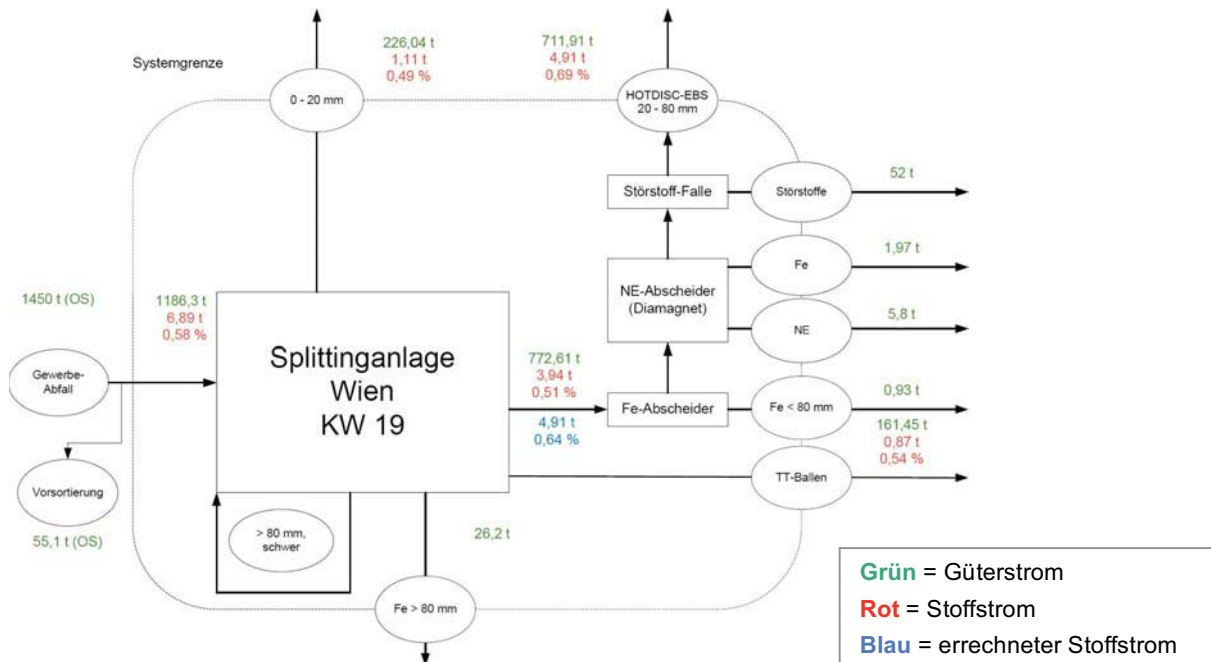 Systemgrenze
226,04 t
1,11 t
0,49 %
711,91 t
4,91 t
0,69 %
0 - 20 mm
HOTDISC-EBS
20 - 80 mm
Störstoff-Falle
Störstoffe
52 t
NE-Abscheider
(Diamagnet)
Fe
1,97 t
NE
5,8 t
1450 t (OS)
1186,3 t
6,89 t
0,58 %
Gewerbe-
Abfall
Splittinganlage
Wien
KW 19
772,61 t
3,94 t
0,51 %
4,91 t
0,64 %
Fe-Abscheider
Fe < 80 mm
0,93 t
161,45 t
0,87 t
0,54 %
TT-Ballen
Vorsortierung
55,1 t (OS)
> 80 mm,
schwer
26,2 t
Fe > 80 mm
Grün = Güterstrom
Rot = Stoffstrom
Blau = errechneter Stoffstrom